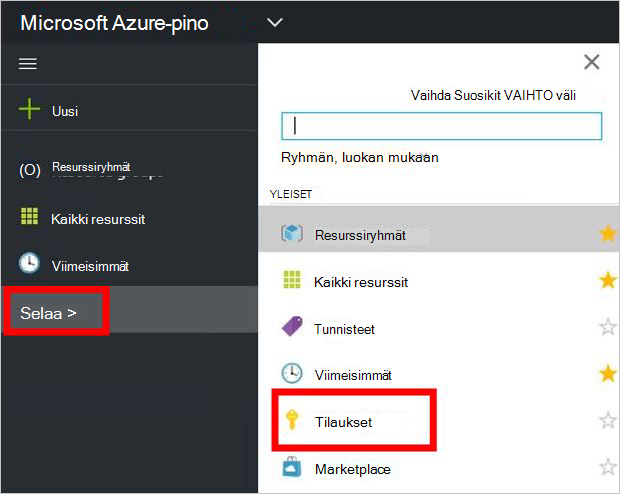 Microsoft Azure-pino
Uusi
(O) Resurssiryhmät
Kaikki resurssit
Viimeisimmät
Selaa >
Vaihda Suosikit VAIHTO väli
Ryhmän, luokan mukaan
YLEISET
Resurssiryhmät
Kaikki resurssit
Tunnisteet
Viimeisimmät
Tilaukset
Marketplace